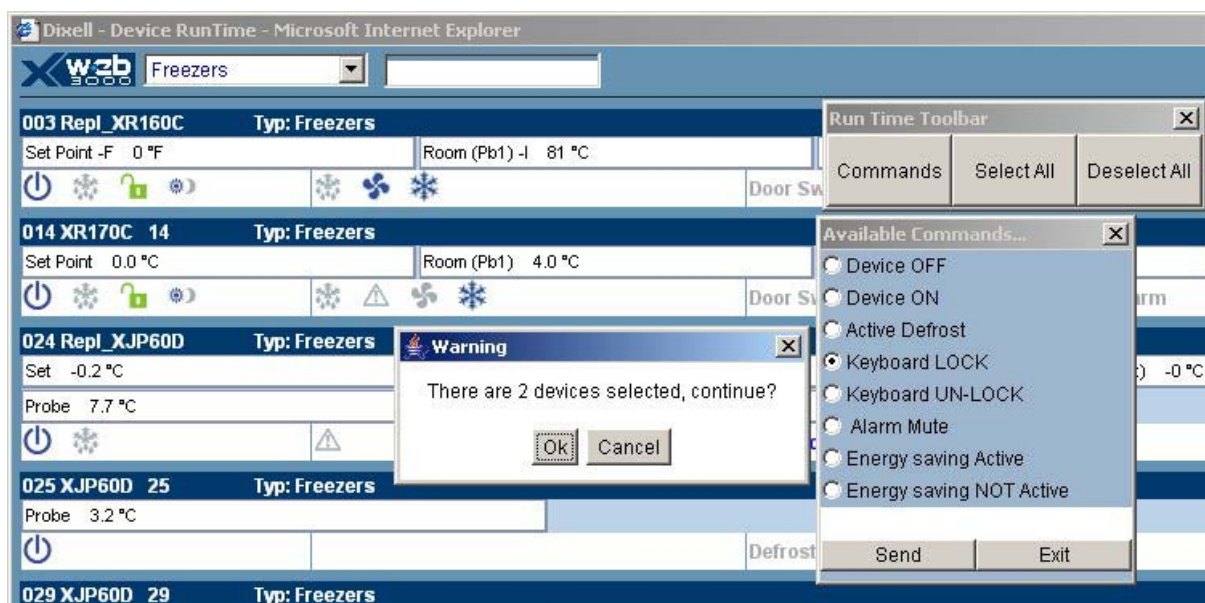 Dixell - Device RunTime - Microsoft Internet Explorer
Xweb
3000
Freezers
003 Repl_XR160C Typ: Freezers
Set Point -F 0 °F Room (Pb1) -I 81 °C
Door Sw
014 XR170C 14 Typ: Freezers
Set Point 0.0 °C Room (Pb1) 4.0 °C
Door Sw
rm
024 Repl_XJP60D Typ: Freezers
Set -0.2 °C
) -0 °C
Probe 7.7 °C
025 XJP60D 25 Typ: Freezers
Probe 3.2 °C
Defrost
029 XJP60D 29 Typ: Freezers
Run Time Toolbar
Commands Select All Deselect All
Available Commands...
Device OFF
Device ON
Active Defrost
Keyboard LOCK
Keyboard UN-LOCK
Alarm Mute
Energy saving Active
Energy saving NOT Active
Send Exit
Warning
There are 2 devices selected, continue?
Ok Cancel